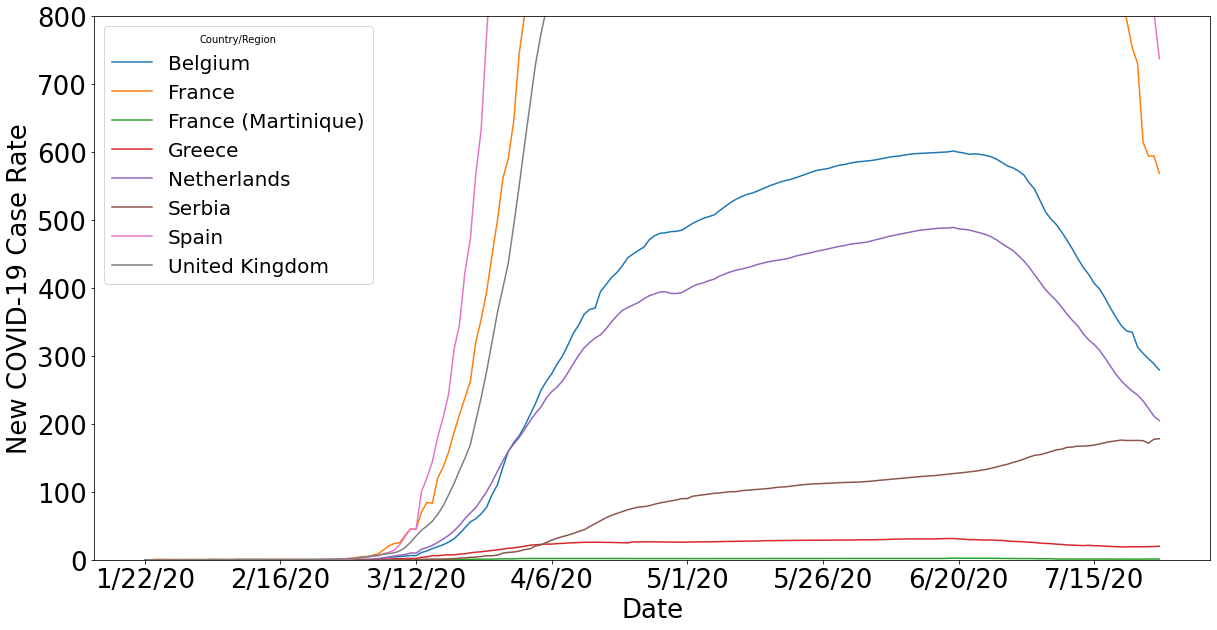 800
700
600
500
400
300
200
100
0
New COVID-19 Case Rate
Country/Region
Belgium
France
France (Martinique)
Greece
Netherlands
Serbia
Spain
United Kingdom
1/22/20 2/16/20 3/12/20 4/6/20 5/1/20 5/26/20 6/20/20 7/15/20
Date